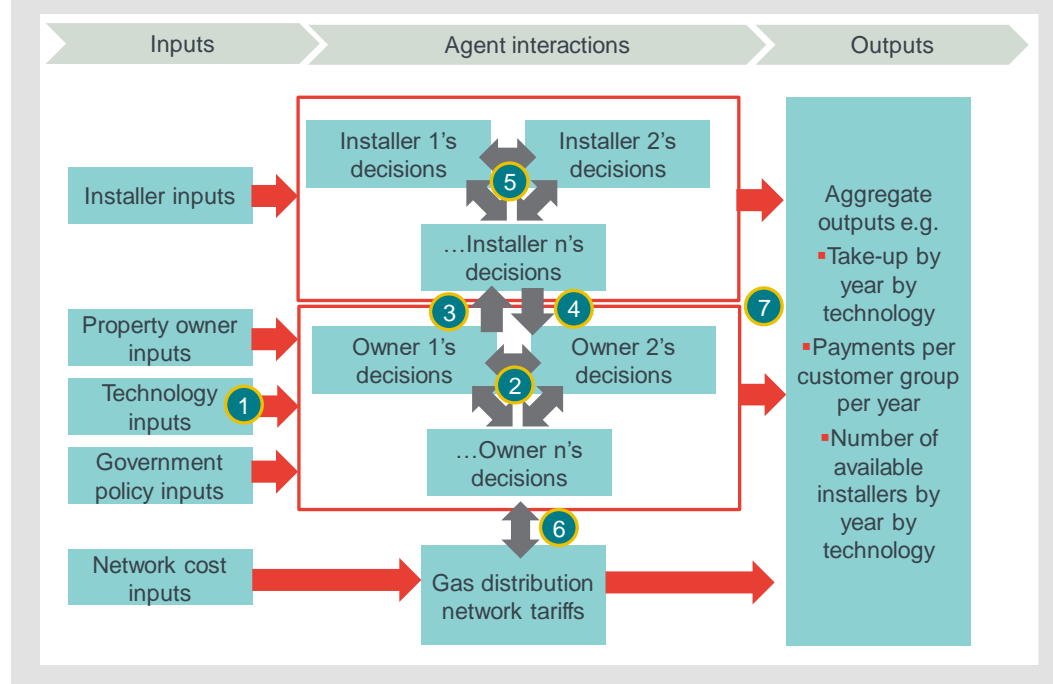 Inputs
Agent interactions
Outputs
Installer 1's
decisions
Installer 2's
decisions
5
Installer inputs
…Installer n's
decisions
3
4
7
Property owner
inputs
Owner 1's
decisions
Owner 2's
decisions
2
Technology
inputs
1
…Owner n's
decisions
Government
policy inputs
6
Network cost
inputs
Gas distribution
network tariffs
Aggregate
outputs e.g.
▪Take-up by
year by
technology
▪Payments per
customer group
per year
▪Number of
available
installers by
year by
technology